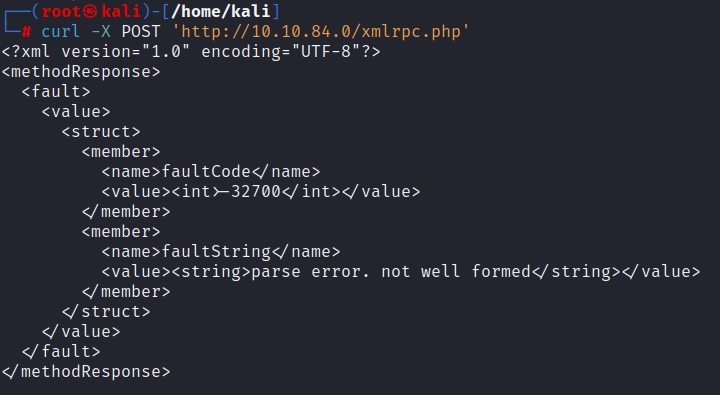 ┌──(root㉿kali)-[/home/kali]
└─# curl -X POST 'http://10.10.84.0/xmlrpc.php'
<?xml version="1.0" encoding="UTF-8"?>
<methodResponse>
  <fault>
    <value>
      <struct>
        <member>
          <name>faultCode</name>
          <value><int>-32700</int></value>
        </member>
        <member>
          <name>faultString</name>
          <value><string>parse error. not well formed</string></value>
        </member>
      </struct>
    </value>
  </fault>
</methodResponse>